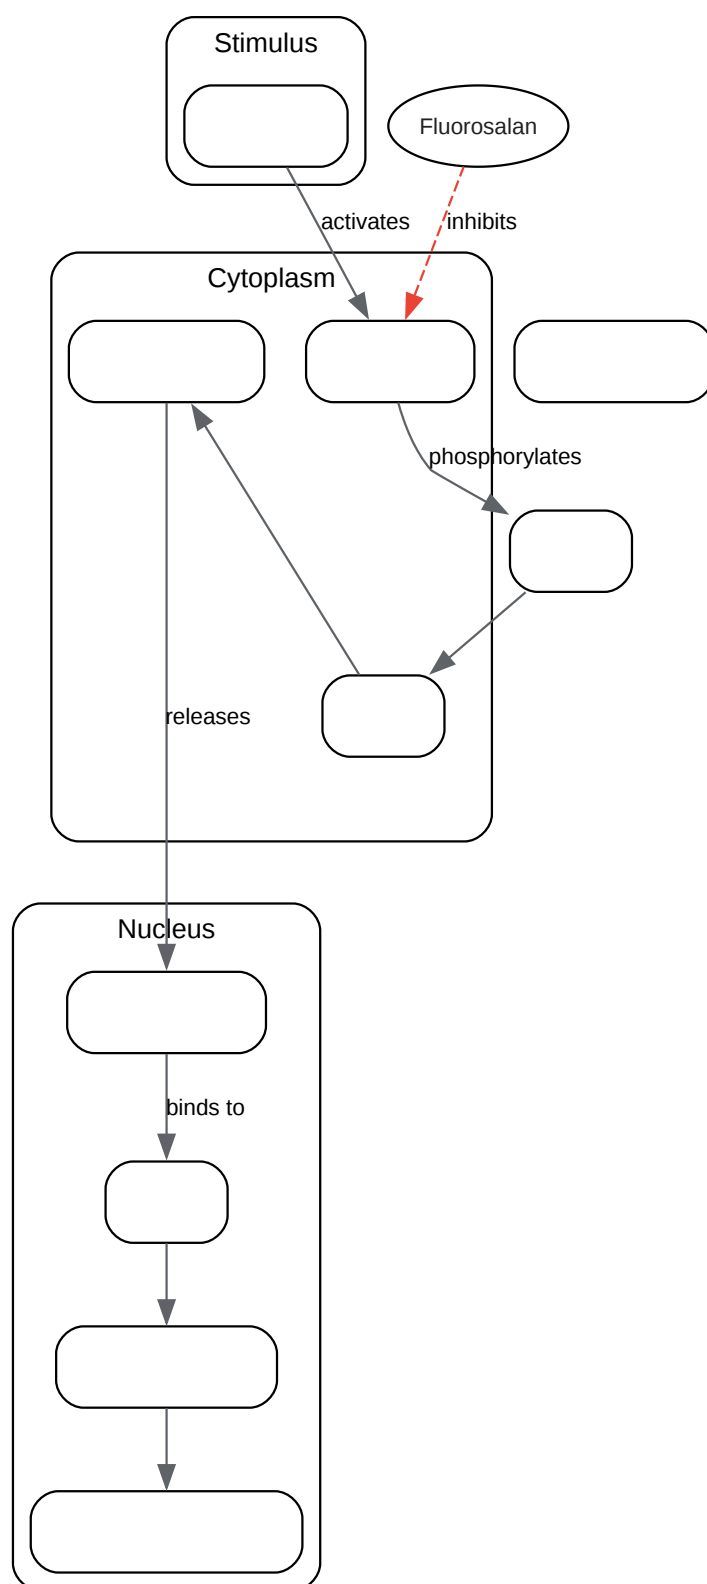 Stimulus
Fluorosalan
activates
inhibits
Cytoplasm
phosphorylates
releases
Nucleus
binds to